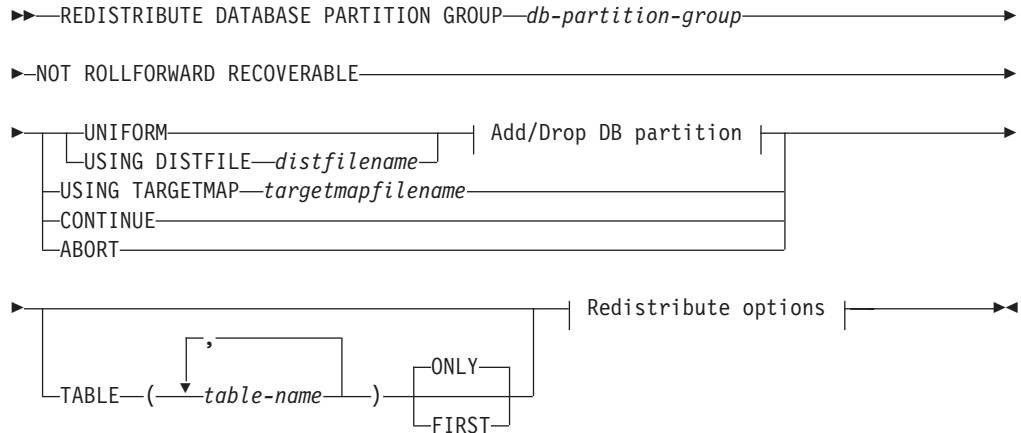 REDISTRIBUTE DATABASE PARTITION GROUP db-partition-group
NOT ROLLFORWARD RECOVERABLE
UNIFORM Add/Drop DB partition
USING DISTFILE distfilename
USING TARGETMAP targetmapfilename
CONTINUE
ABORT
Redistribute options
,
ONLY
TABLE ( table-name )
FIRST